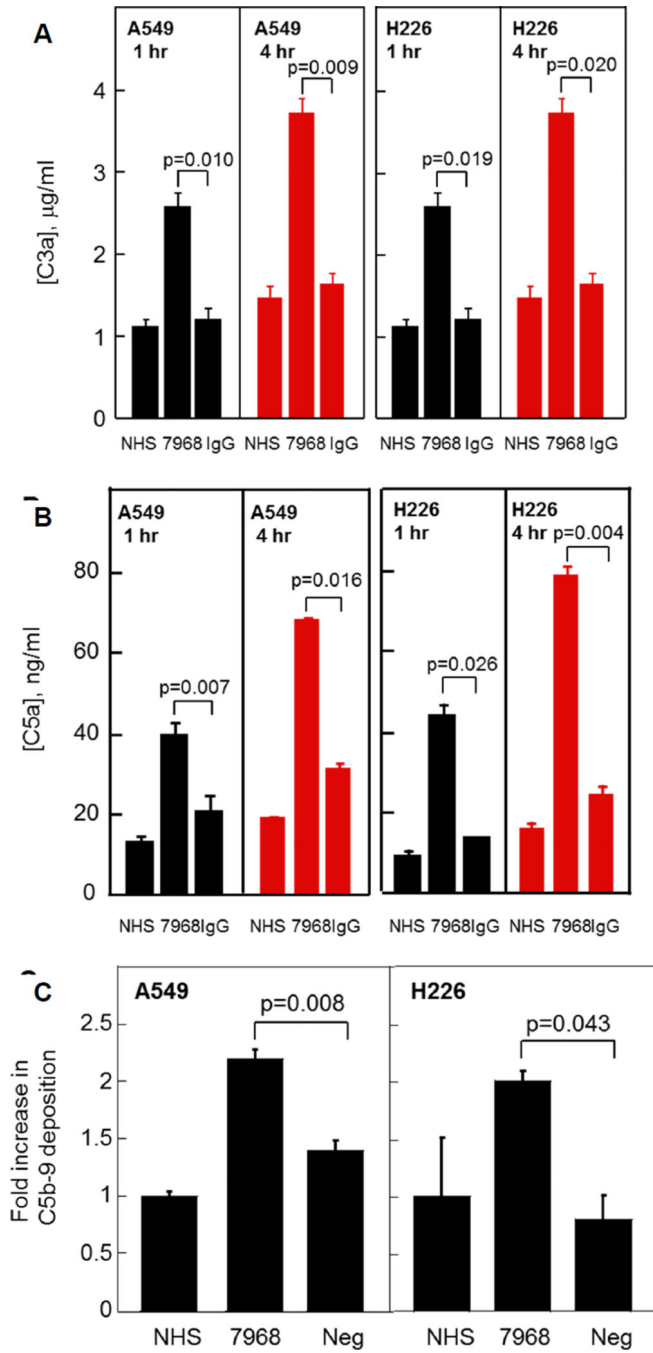 A
A549
1 hr
A549
4 hr
H226
1 hr
H226
4 hr
p=0.010
p=0.009
p=0.019
p=0.020
[C3a], µg/ml
4
3
2
1
0
NHS 7968 IgG
NHS 7968 IgG
NHS 7968 IgG
NHS 7968 IgG
B
A549
1 hr
A549
4 hr
H226
1 hr
H226
4 hr
p=0.007
p=0.016
p=0.026
p=0.004
[C5a], ng/ml
80
60
40
20
0
NHS 7968IgG
NHS 7968IgG
NHS 7968IgG
NHS 7968IgG
C
A549
H226
p=0.008
p=0.043
Fold increase in
C5b-9 deposition
2.5
2
1.5
1
0.5
0
NHS 7968 Neg
NHS 7968 Neg